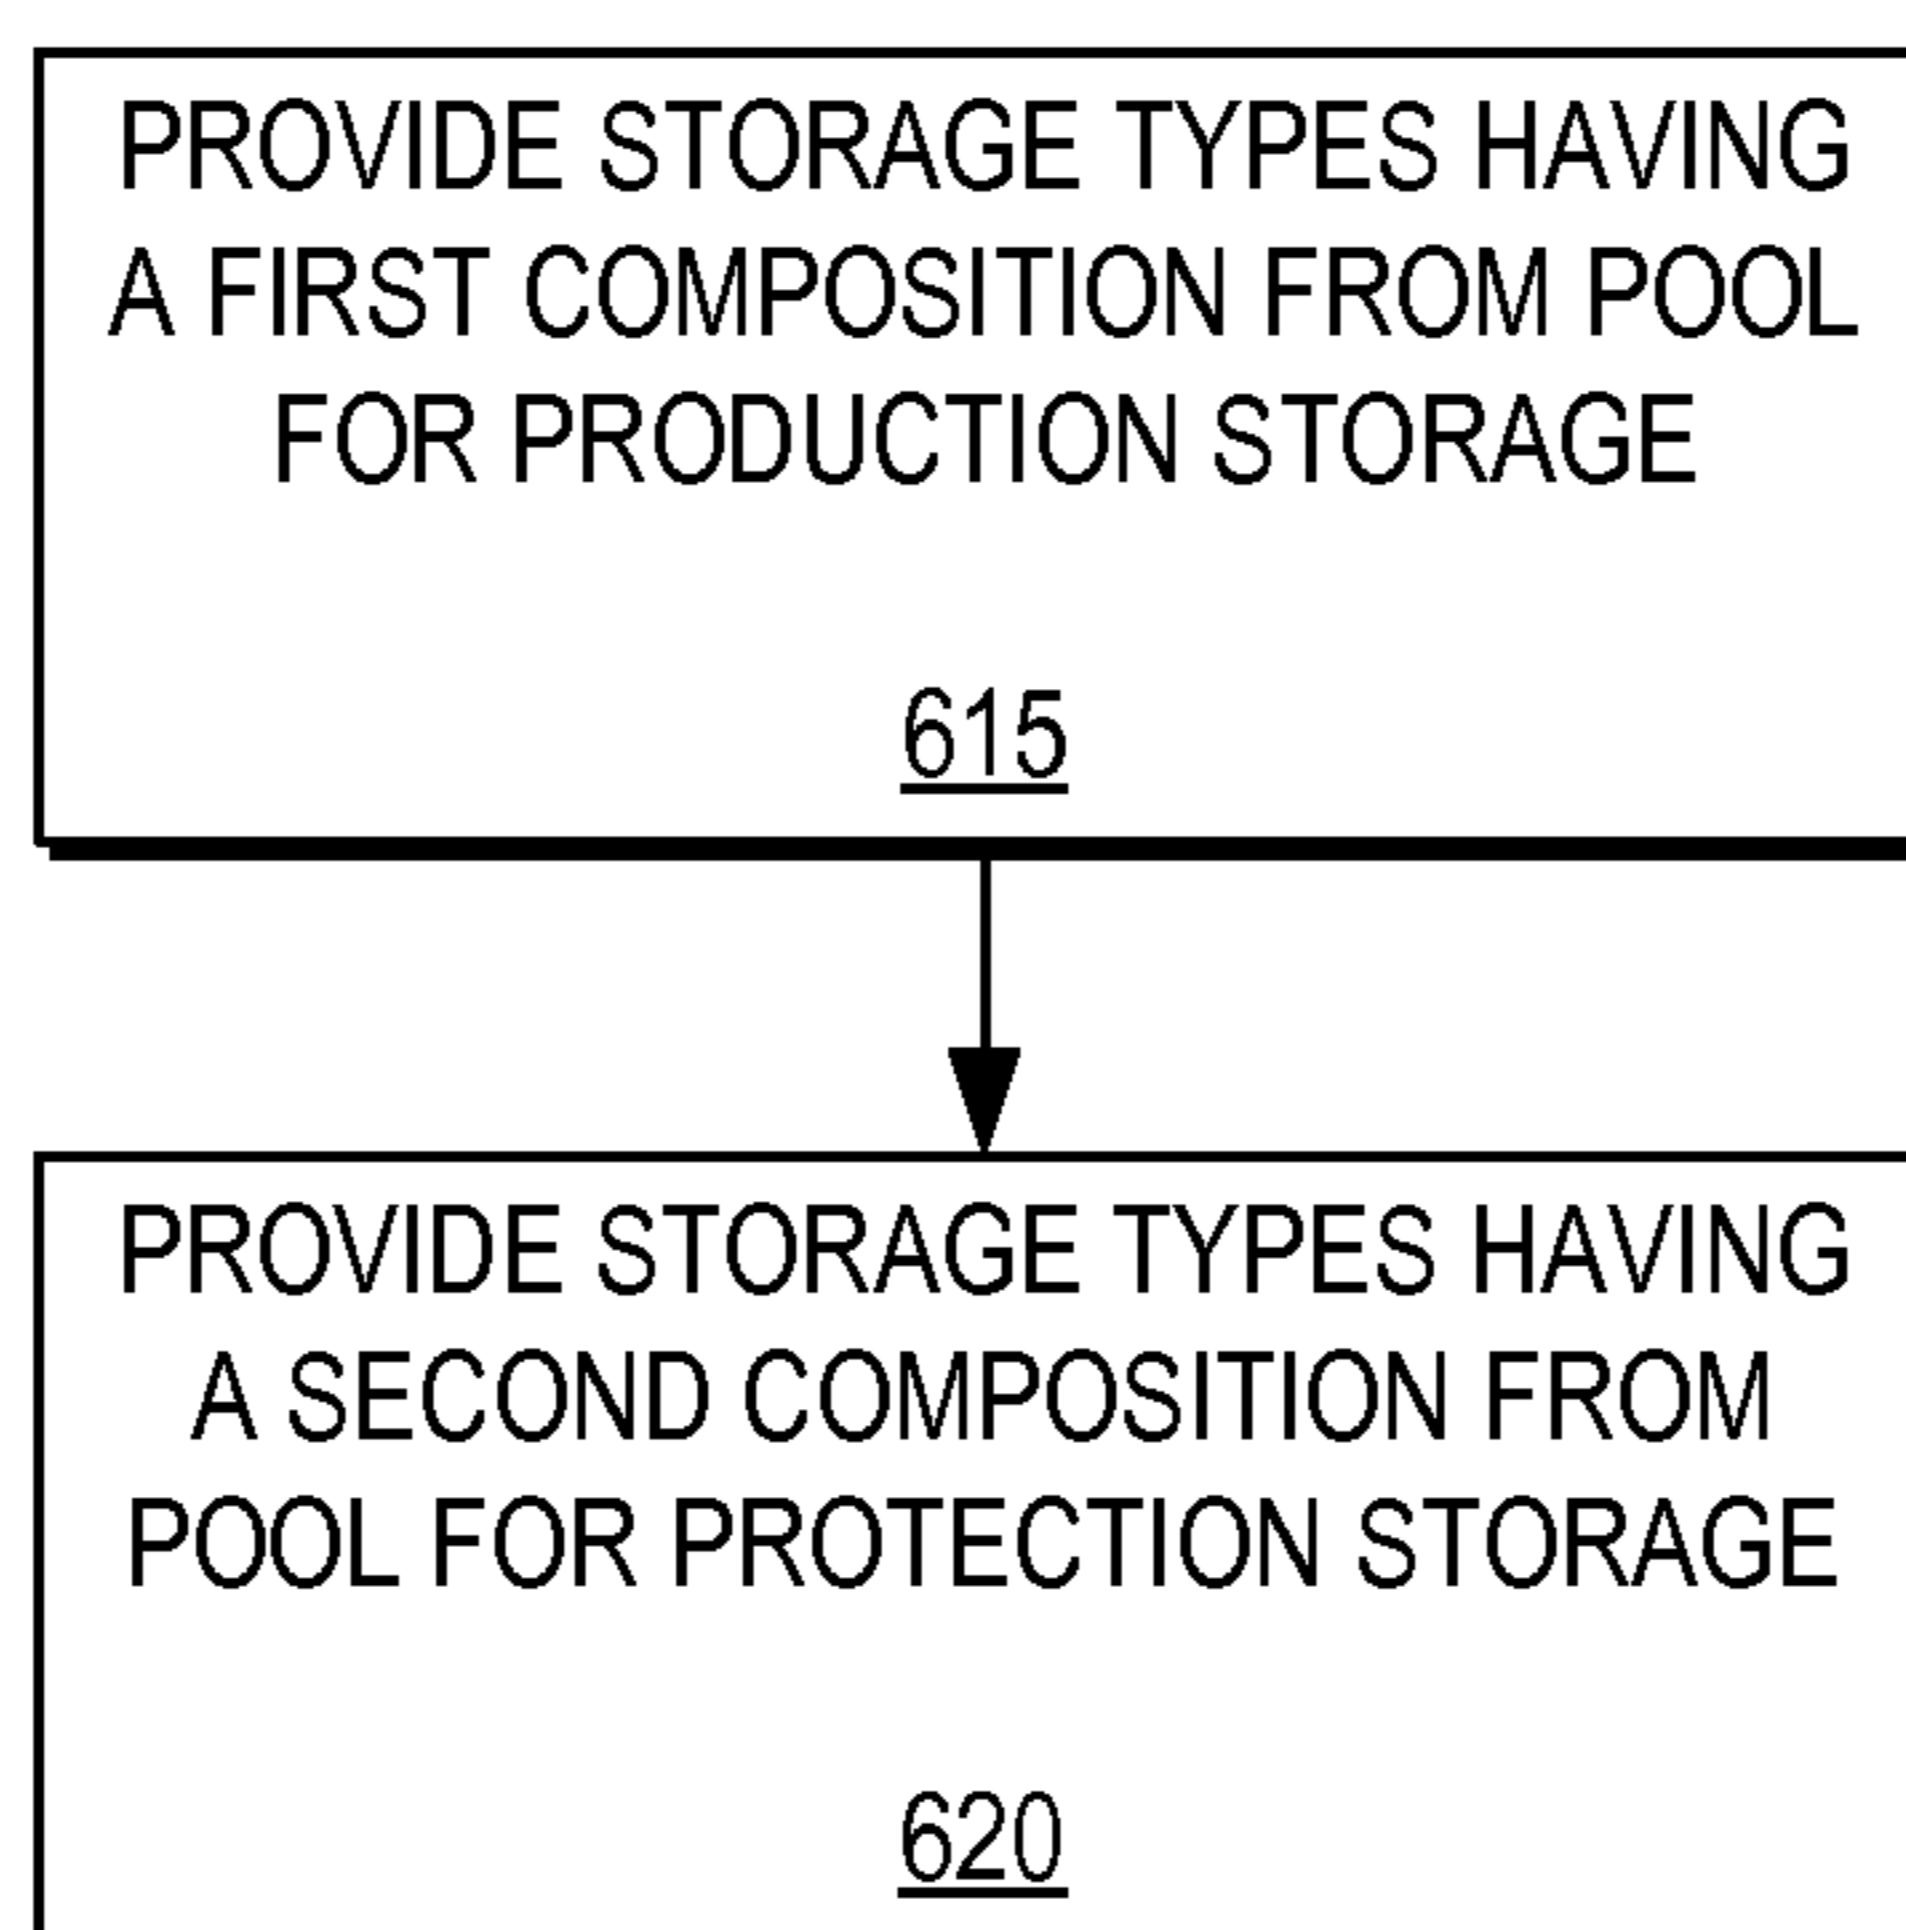 PROVIDE STORAGE TYPES HAVING
A FIRST COMPOSITION FROM POOL
FOR PRODUCTION STORAGE
615
PROVIDE STORAGE TYPES HAVING
A SECOND COMPOSITION FROM
POOL FOR PROTECTION STORAGE
620